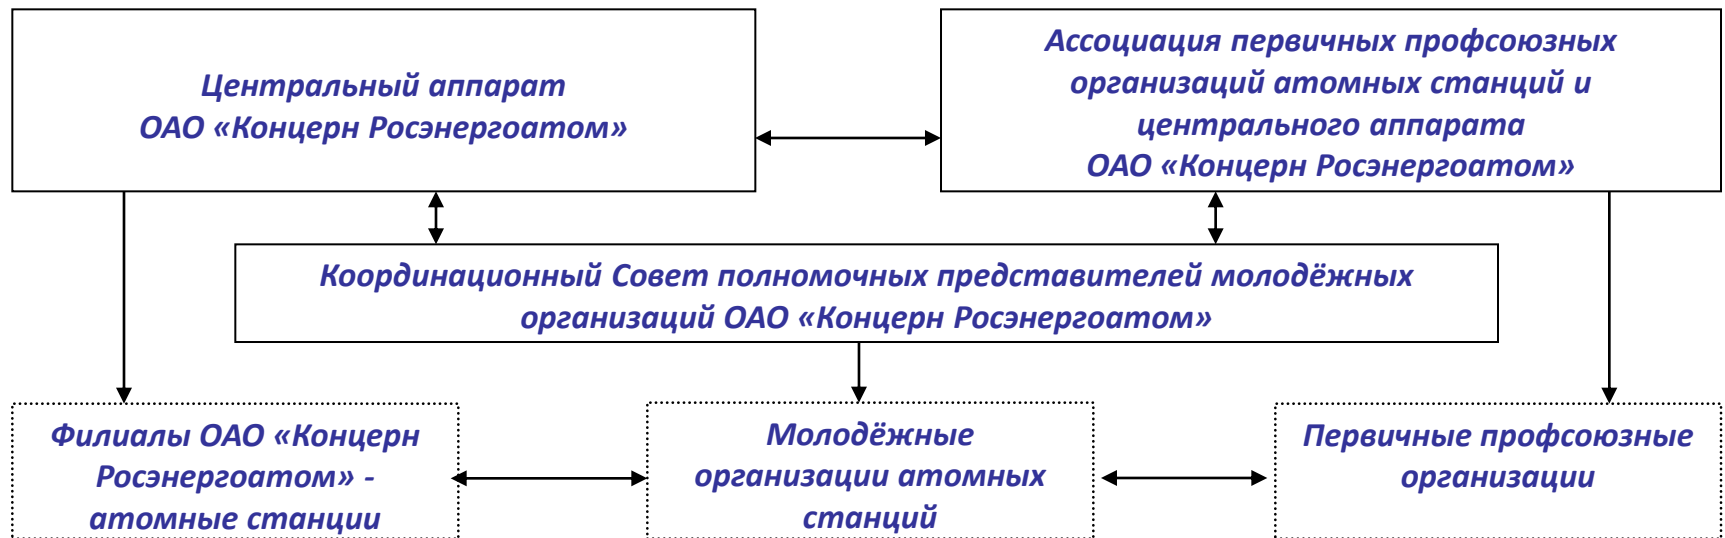 Центральный аппарат
ОАО «Концерн Росэнергоатом»
Ассоциация первичных профсоюзных
организаций атомных станций и
центрального аппарата
ОАО «Концерн Росэнергоатом»
Координационный Совет полномочных представителей молодёжных
организаций ОАО «Концерн Росэнергоатом»
Филиалы ОАО «Концерн
Росэнергоатом» -
атомные станции
Молодёжные
организации атомных
станций
Первичные профсоюзные
организации